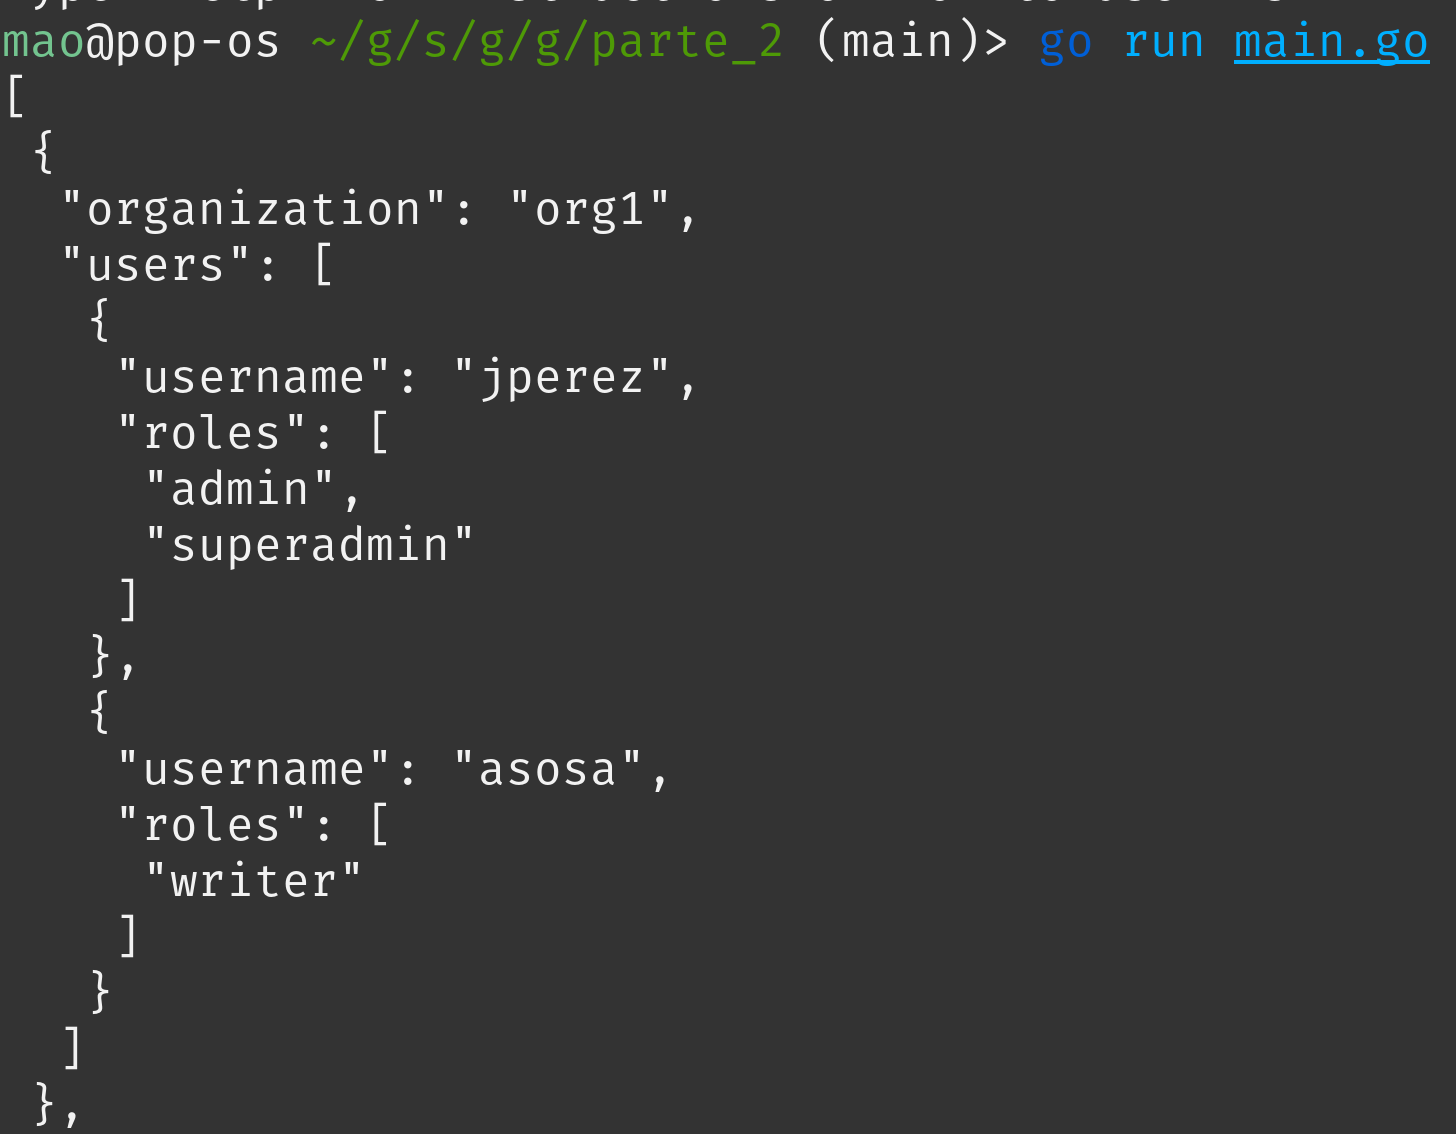 mao@pop-os ~/g/s/g/g/parte_2 (main)> go run main.go
[
 {
  "organization": "org1",
  "users": [
   {
    "username": "jperez",
    "roles": [
     "admin",
     "superadmin"
    ]
   },
   {
    "username": "asosa",
    "roles": [
     "writer"
    ]
   }
  ]
 },